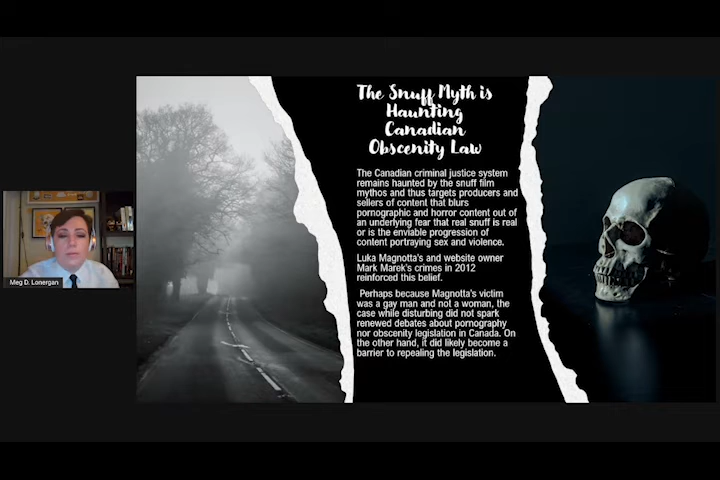 The Snuff Myth is
Haunting
Canadian
Obscenity Law
The Canadian criminal justice system
remains haunted by the snuff film
mythos and thus targets producers and
sellers of content that blurs
pornographic and horror content out of
an underlying fear that real snuff is real
or is the enviable progression of
content portraying sex and violence.
Luka Magnotta's and website owner
Mark Marek's crimes in 2012
reinforced this belief.
Perhaps because Magnotta's victim
was a gay man and not a woman, the
case while disturbing did not spark
renewed debates about pornography
nor obscenity legislation in Canada. On
the other hand, it did likely become a
barrier to repealing the legislation.
Meg D. Lonergan